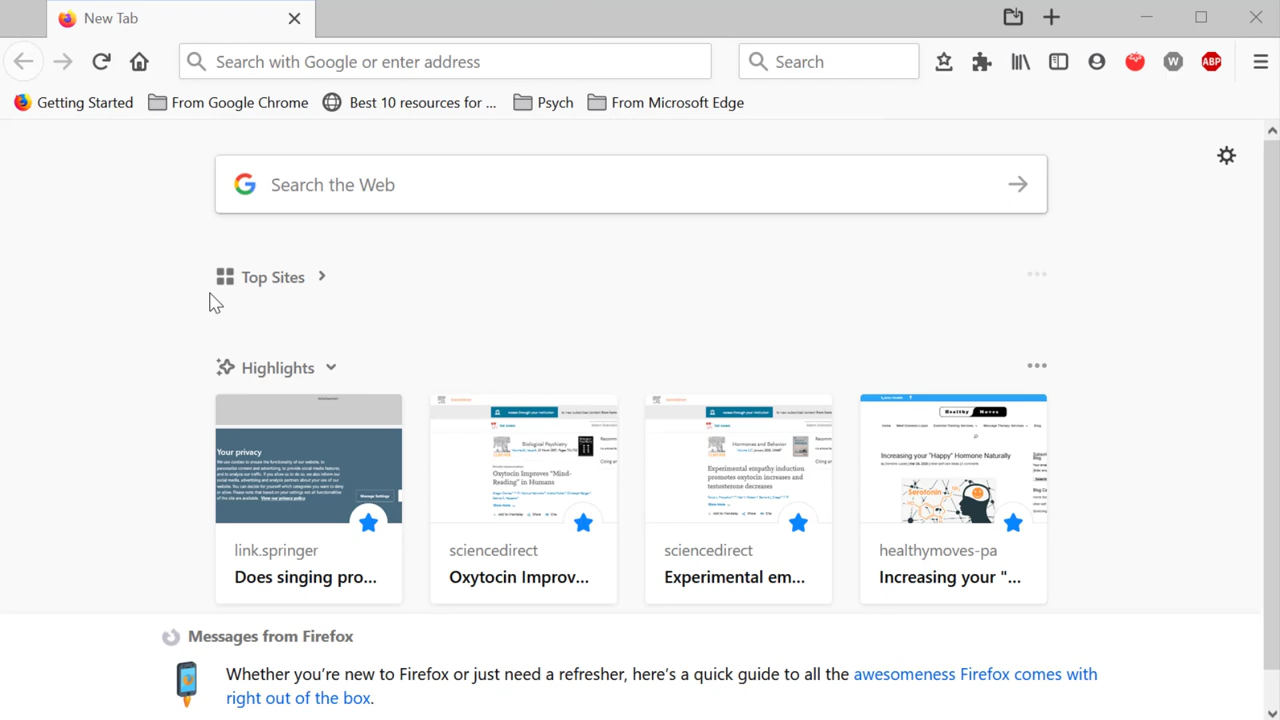 New Tab
Search with Google or enter address
Search
W
ABP
Getting Started
From Google Chrome
Best 10 resources for ...
Psych
From Microsoft Edge
Search the Web
Top Sites
Highlights
Your privacy
Manage Settings
link.springer
Does singing pro...
Biological Psychiatry
Oxytocin Improves "Mind-
Reading" in Humans
sciencedirect
Oxytocin Improv...
Hormones and Behavior
Experimental empathy induction
promotes oxytocin increases and
testosterone decreases
sciencedirect
Experimental em...
Healthy Moves
Increasing your "Happy" Hormone Naturally
Serotonin
healthymoves-pa
Increasing your "...
Messages from Firefox
Whether you're new to Firefox or just need a refresher, here's a quick guide to all the awesomeness Firefox comes with
right out of the box.